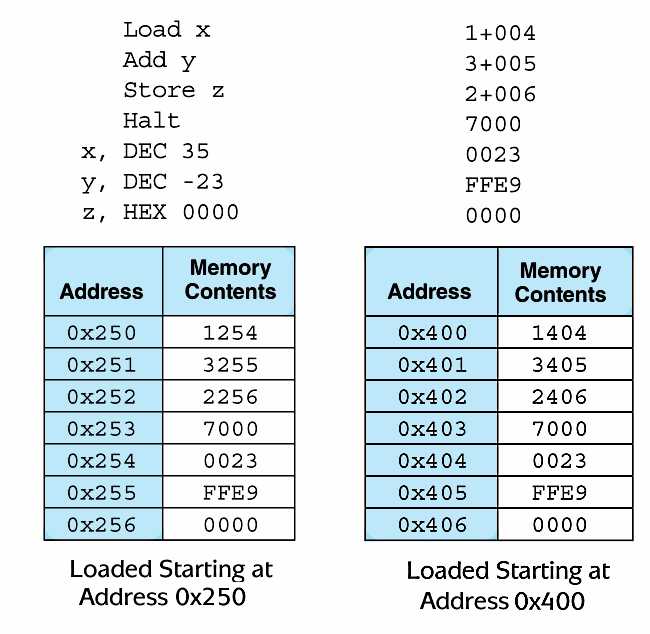 Load x 1+004
Add y 3+005
Store z 2+006
Halt 7000
x, DEC 35 0023
y, DEC -23 FFE9
z, HEX 0000 0000
Address Memory Contents Address Memory Contents
0x250 1254 0x400 1404
0x251 3255 0x401 3405
0x252 2256 0x402 2406
0x253 7000 0x403 7000
0x254 0023 0x404 0023
0x255 FFE9 0x405 FFE9
0x256 0000 0x406 0000
Loaded Starting at
Address 0x250
Loaded Starting at
Address 0x400